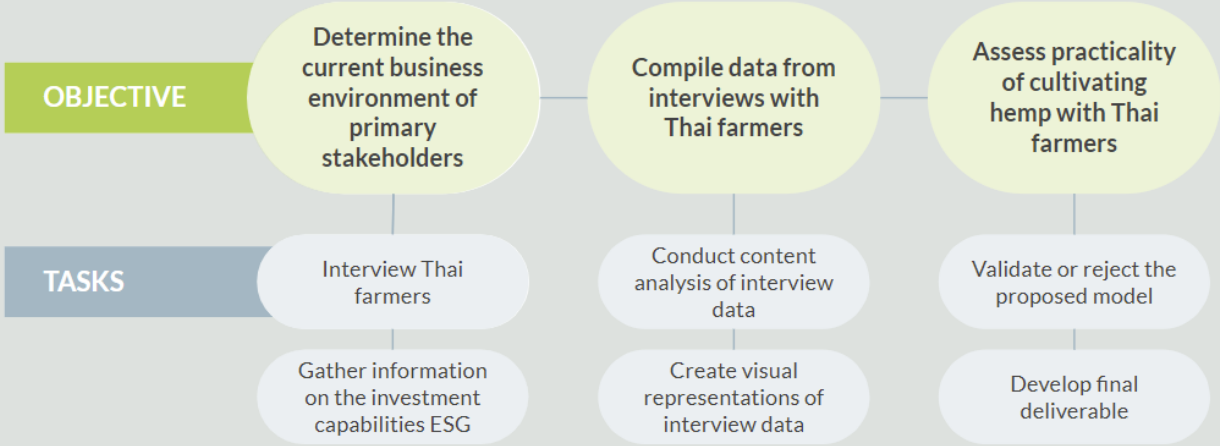 OBJECTIVE
Determine the
current business
environment of
primary
stakeholders
Compile data from
interviews with
Thai farmers
Assess practicality
of cultivating
hemp with Thai
farmers
TASKS
Interview Thai
farmers
Conduct content
analysis of interview
data
Validate or reject the
proposed model
Gather information
on the investment
capabilities ESG
Create visual
representations of
interview data
Develop final
deliverable